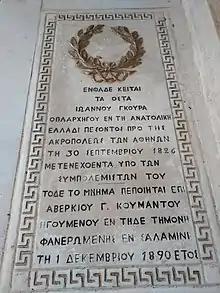 ΕΝΘΑΔΕ ΚΕΙΤΑΙ
ΤΑ ΟΣΤΑ
ΙΩΑΝΝΟΥ ΓΚΟΥΡΑ
ΟΠΛΑΡΧΗΓΟΥ ΕΝ ΤΗ ΑΝΑΤΟΛΙΚΗ
ΕΛΛΑΔΙ ΠΕΣΟΝΤΟΣ ΠΡΟ ΤΗΣ
ΑΚΡΟΠΟΛΕΩΣ ΤΩΝ ΑΘΗΝΩΝ
ΤΗ 30 ΣΕΠΤΕΜΒΡΙΟΥ 1826
ΜΕΤΕΝΕΧΘΕΝΤΑ ΥΠΟ ΤΩΝ
ΣΥΜΠΟΛΕΜΙΣΤΩΝ ΤΟΥ
ΤΟΔΕ ΤΟ ΜΝΗΜΑ ΠΕΠΟΙΗΤΑΙ ΕΠΙ
ΑΒΕΡΚΙΟΥ Γ. ΚΟΥΜΑΝΤΟΥ
ΗΓΟΥΜΕΝΟΥ ΕΝ ΤΗΔΕ ΤΗ ΜΟΝΗ
ΦΑΝΕΡΩΜΕΝΗΣ ΕΝ ΣΑΛΑΜΙΝΙ
ΤΗ 1 ΔΕΚΕΜΒΡΙΟΥ 1890 ΕΤΟΣ